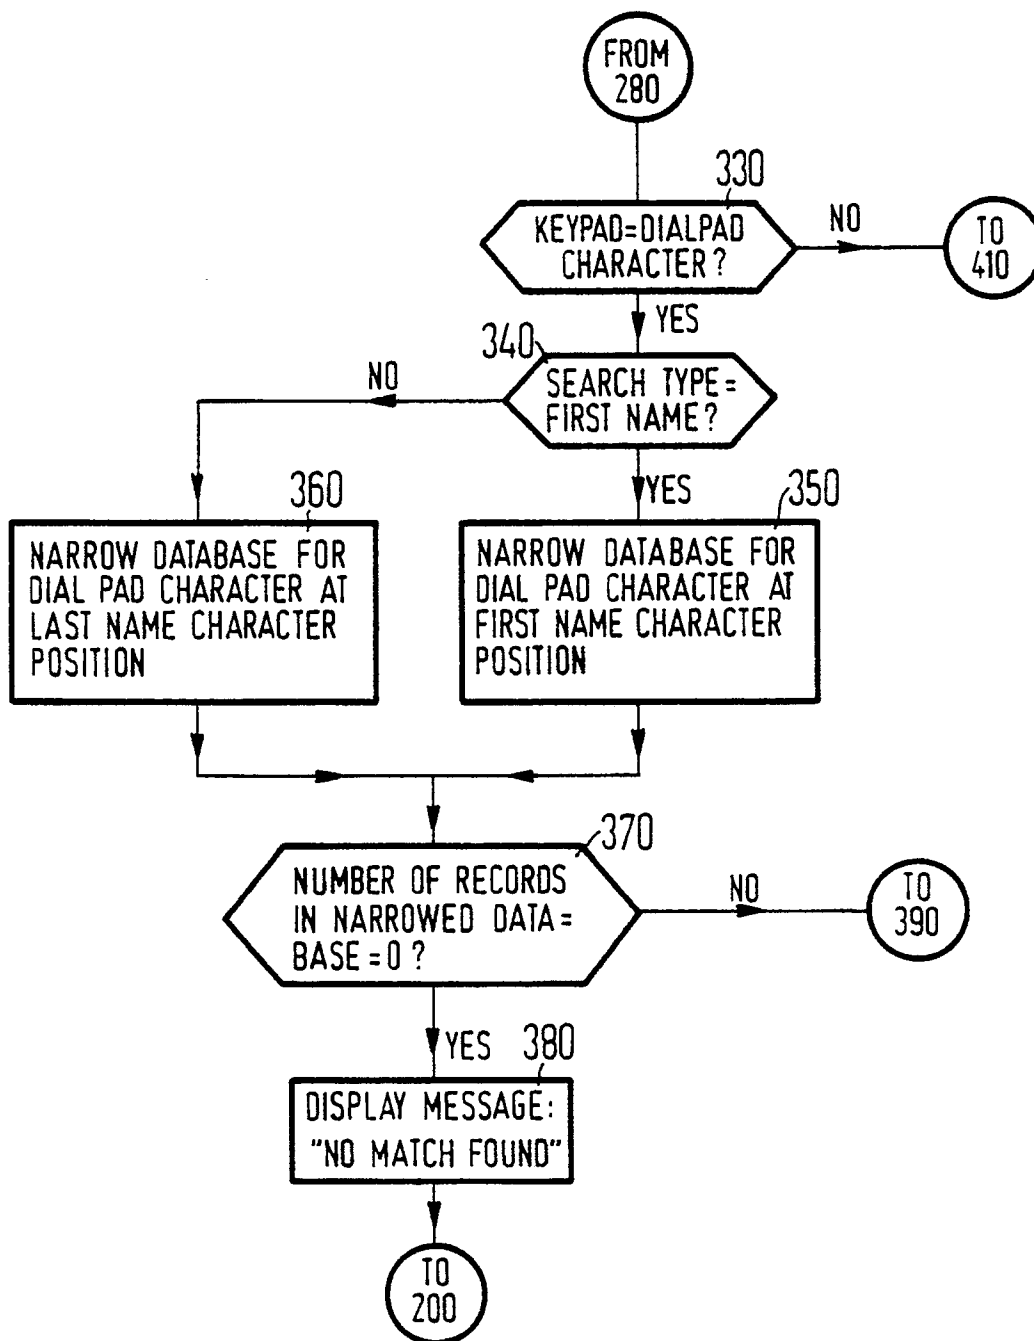 FROM
280
330
KEYPAD=DIALPAD
CHARACTER?
NO
TO
410
YES
340
SEARCH TYPE=
FIRST NAME?
NO
YES
360
NARROW DATABASE FOR
DIAL PAD CHARACTER AT
LAST NAME CHARACTER
POSITION
350
NARROW DATABASE FOR
DIAL PAD CHARACTER AT
FIRST NAME CHARACTER
POSITION
370
NUMBER OF RECORDS
IN NARROWED DATA=
BASE=0?
NO
TO
390
YES
380
DISPLAY MESSAGE:
"NO MATCH FOUND"
TO
200